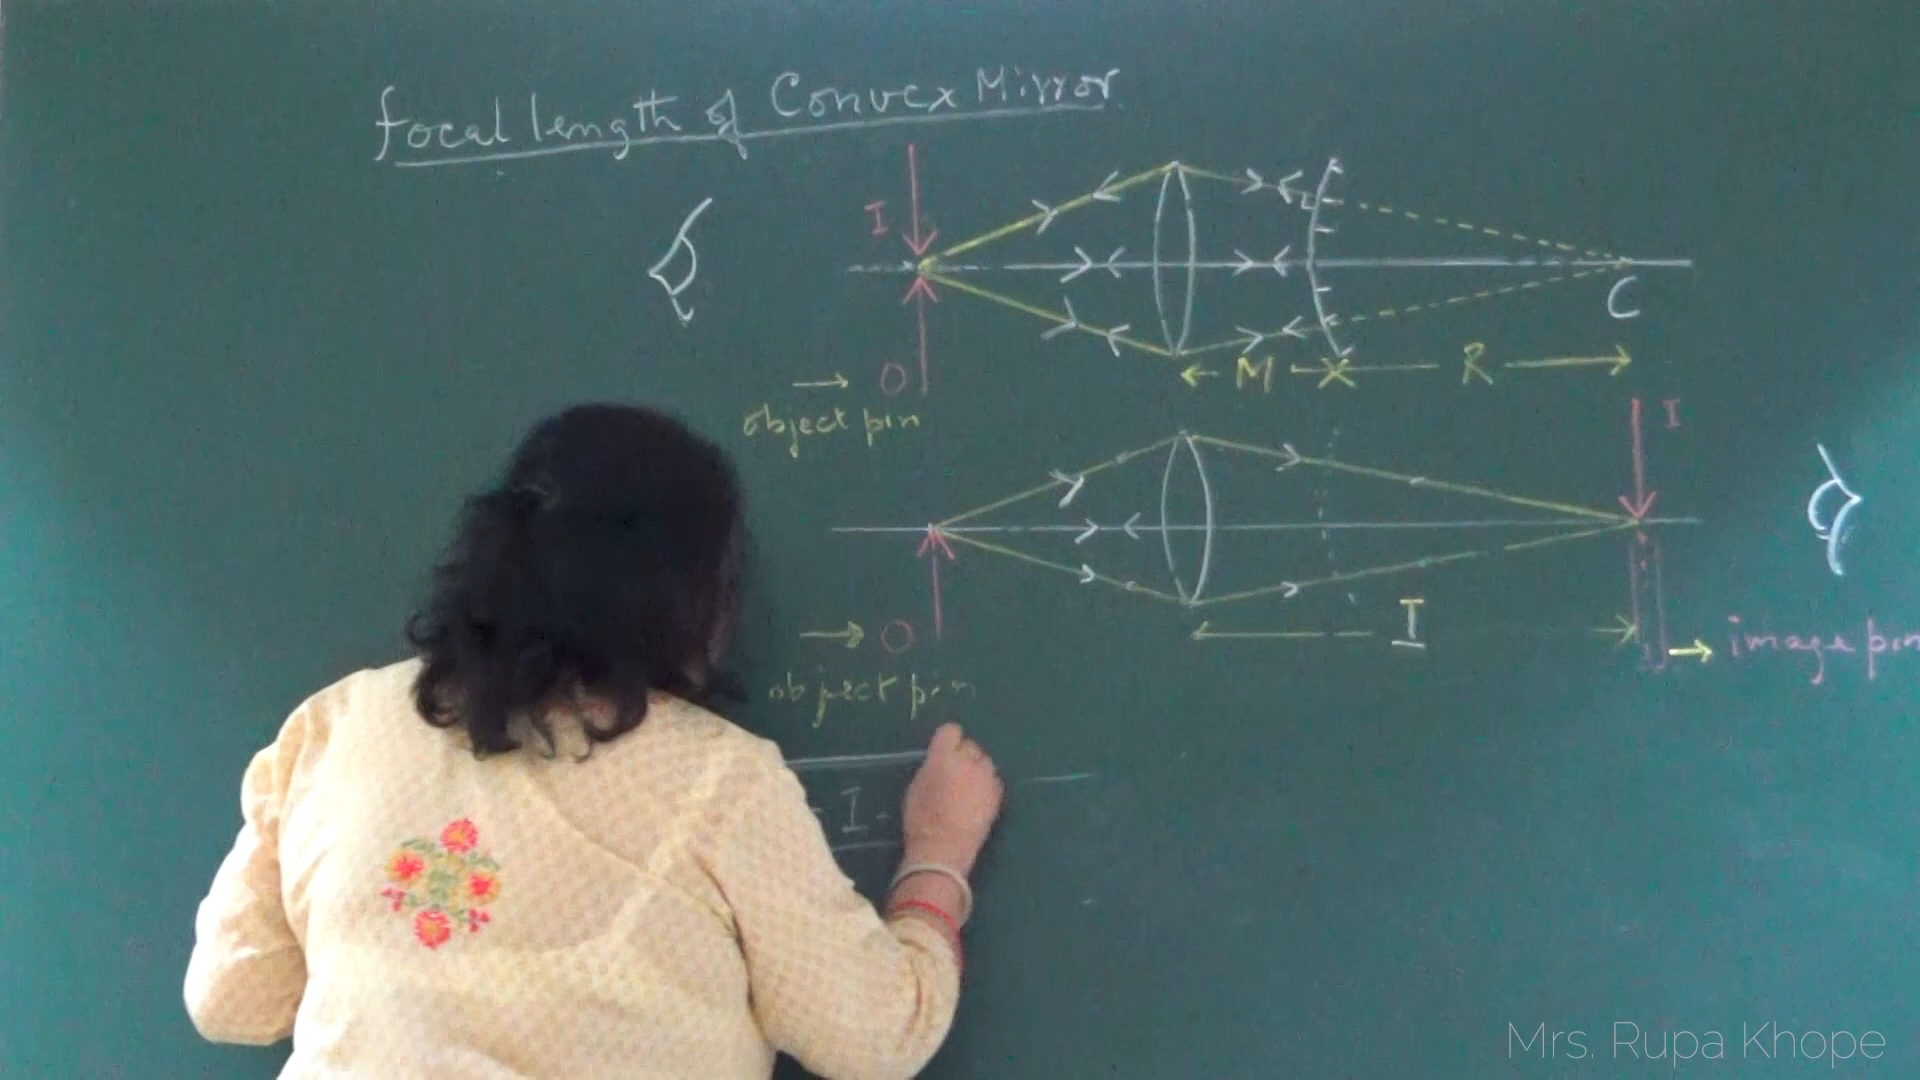 focal length of Convex Mirror
I
O
object pin
M
R
C
I
O
object pin
I
image pin
- I -
Mrs. Rupa Khope